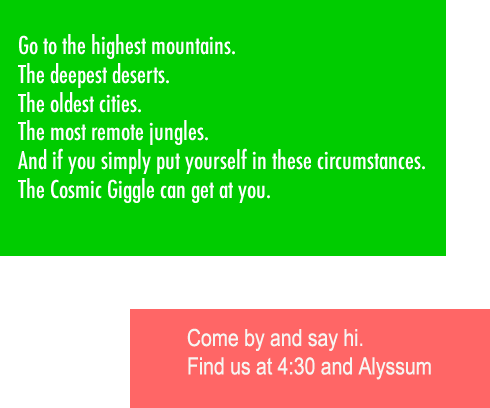 Go to the highest mountains.
The deepest deserts.
The oldest cities.
The most remote jungles.
And if you simply put yourself in these circumstances.
The Cosmic Giggle can get at you.
Come by and say hi.
Find us at 4:30 and Alyssum